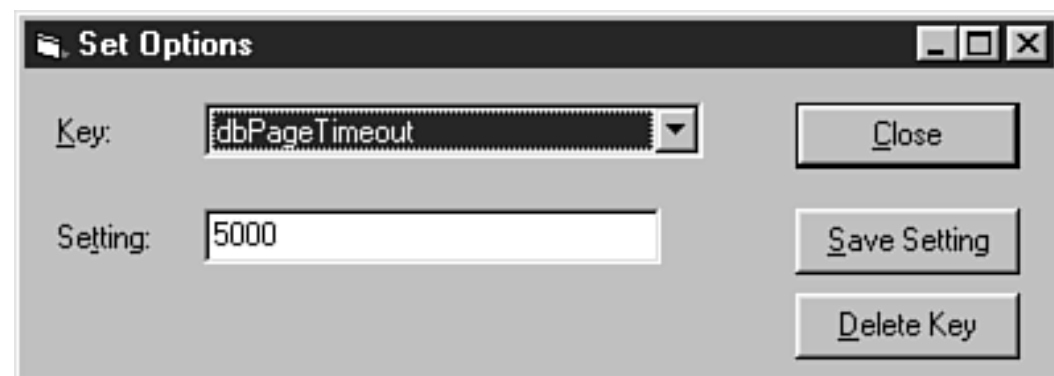 Set Options
Key: dbPageTimeout Close
Setting: 5000 Save Setting
Delete Key